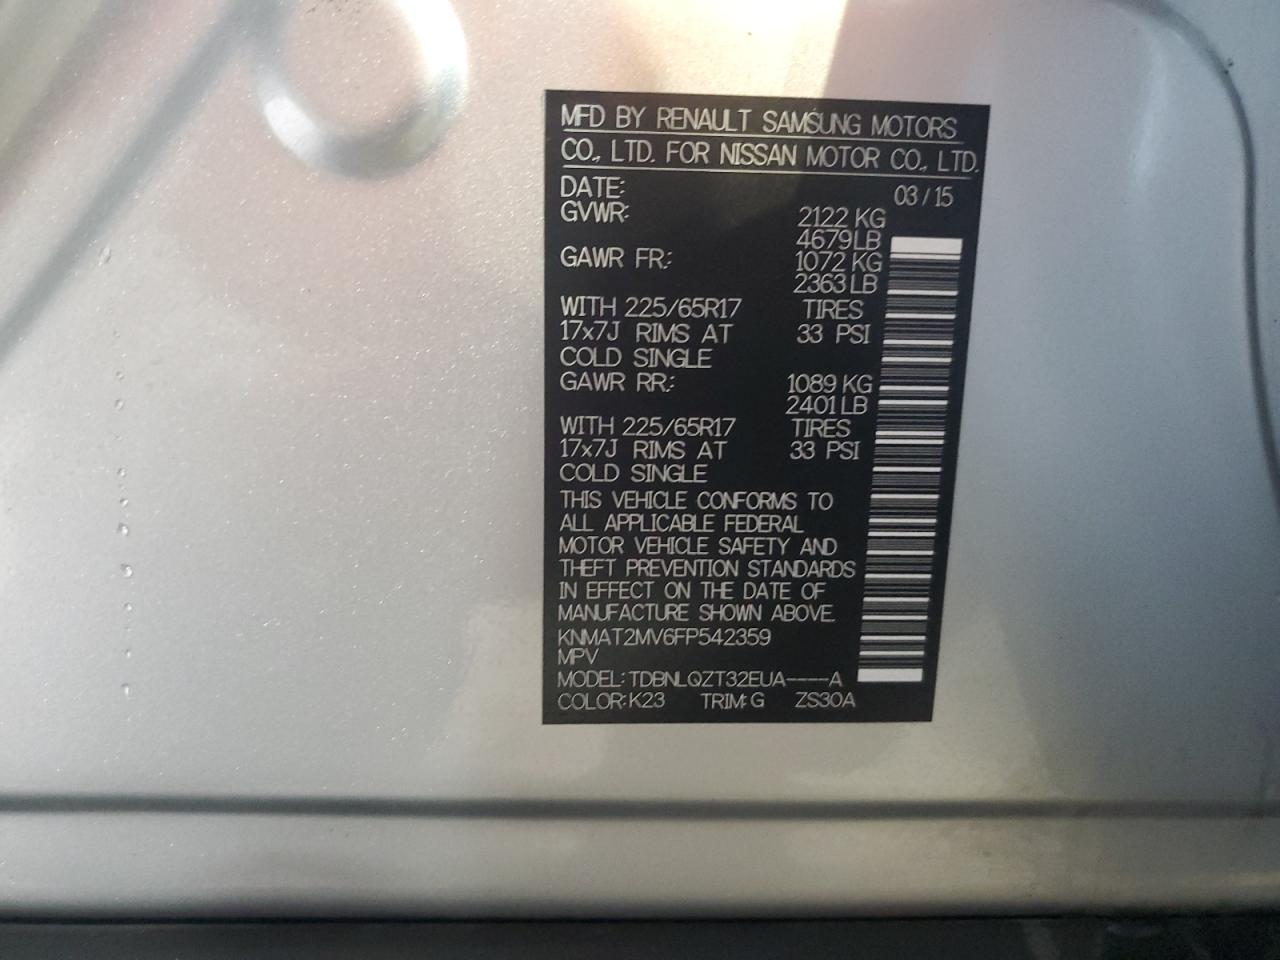 MFD BY RENAULT SAMSUNG MOTORS
CO., LTD. FOR NISSAN MOTOR CO., LTD.
DATE: 03/15
GVWR: 2122 KG
4679 LB
GAWR FR.: 1072 KG
2363 LB
WITH 225/65R17 TIRES
17x7J RIMS AT 33 PSI
COLD SINGLE
GAWR RR.: 1089 KG
2401 LB
WITH 225/65R17 TIRES
17x7J RIMS AT 33 PSI
COLD SINGLE
THIS VEHICLE CONFORMS TO
ALL APPLICABLE FEDERAL
MOTOR VEHICLE SAFETY AND
THEFT PREVENTION STANDARDS
IN EFFECT ON THE DATE OF
MANUFACTURE SHOWN ABOVE.
KNMAT2MV6FP542359
MPV
MODEL: TDBNLQZT32EUA----A
COLOR: K23 TRIM: G ZS30A